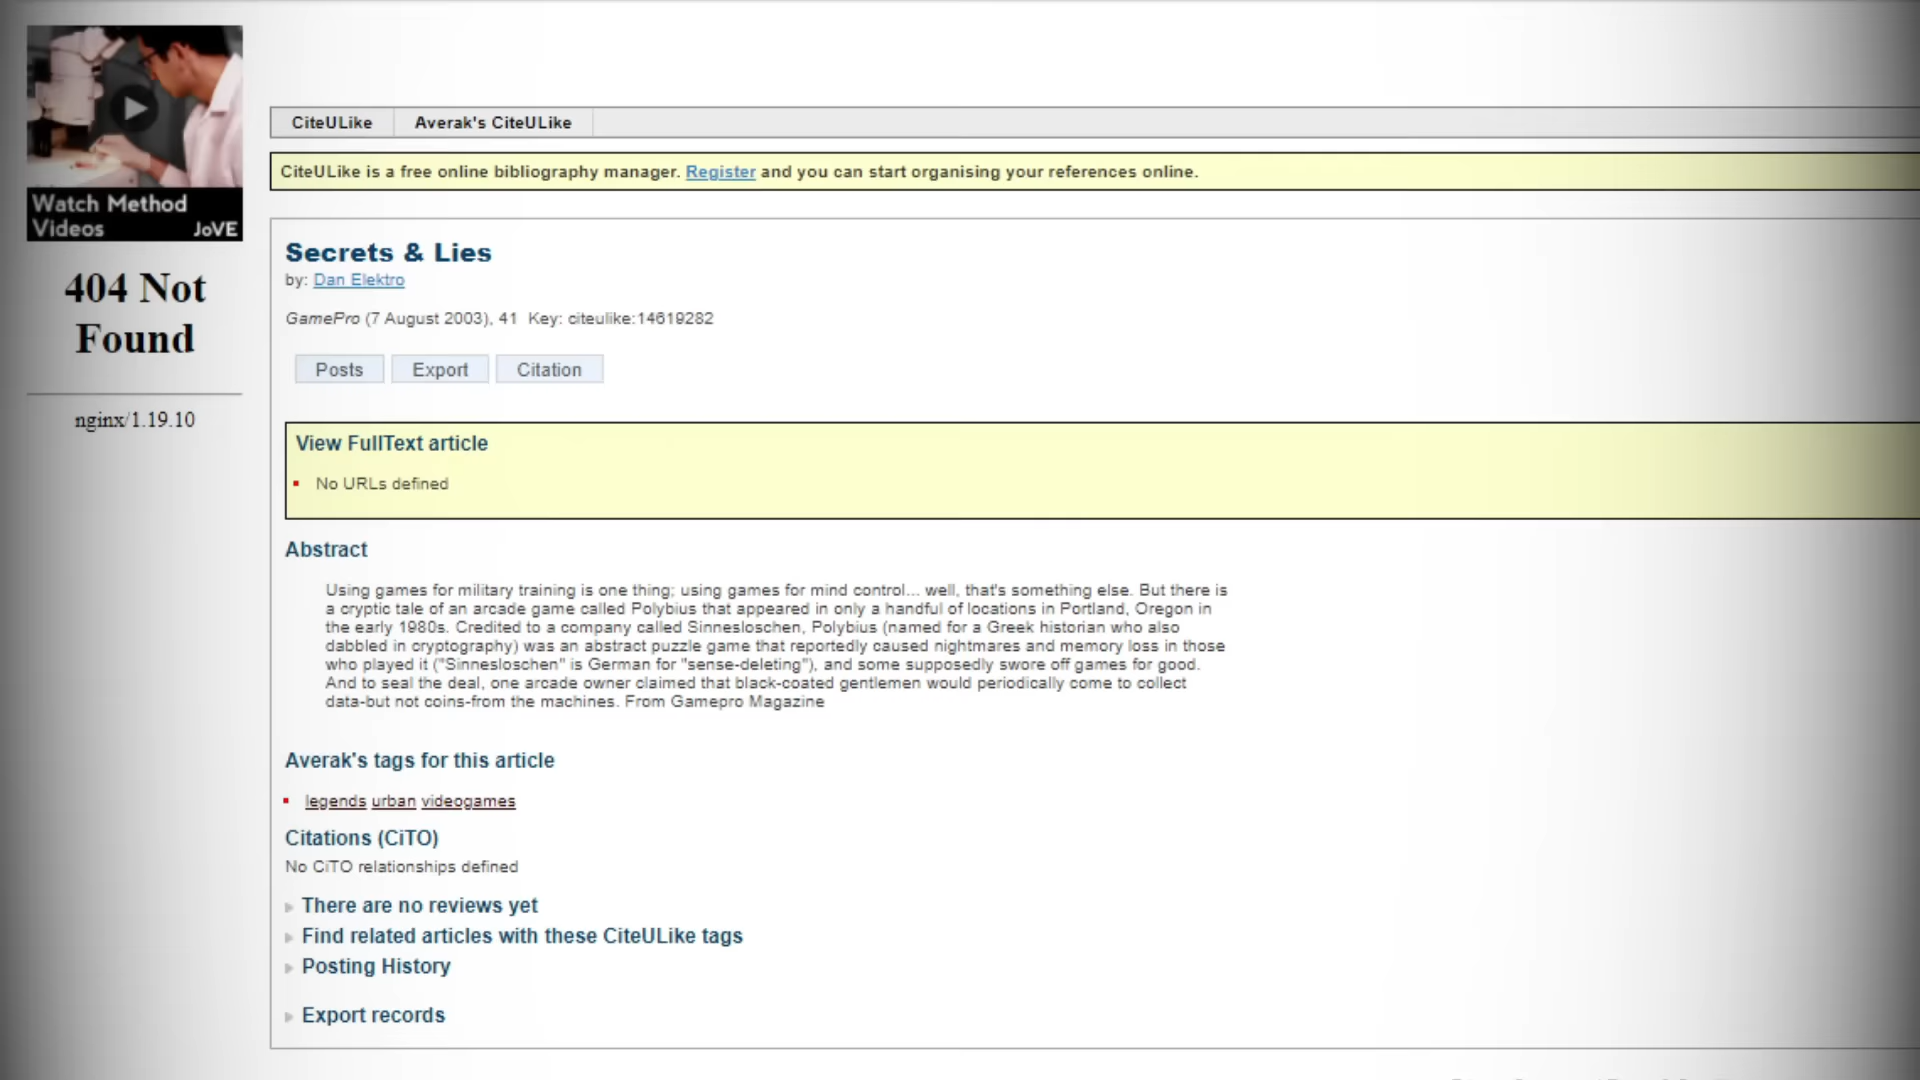 Watch Method
Videos JoVE
404 Not
Found
nginx/1.19.10
CiteULike Averak's CiteULike
CiteULike is a free online bibliography manager. Register and you can start organising your references online.
Secrets & Lies
by: Dan Elektro
GamePro (7 August 2003), 41 Key: citeulike:14619282
Posts Export Citation
View FullText article
No URLs defined
Abstract
Using games for military training is one thing; using games for mind control... well, that's something else. But there is
a cryptic tale of an arcade game called Polybius that appeared in only a handful of locations in Portland, Oregon in
the early 1980s. Credited to a company called Sinnesloschen, Polybius (named for a Greek historian who also
dabbled in cryptography) was an abstract puzzle game that reportedly caused nightmares and memory loss in those
who played it ("Sinnesloschen" is German for "sense-deleting"), and some supposedly swore off games for good.
And to seal the deal, one arcade owner claimed that black-coated gentlemen would periodically come to collect
data-but not coins-from the machines. From Gamepro Magazine
Averak's tags for this article
legends urban videogames
Citations (CiTO)
No CiTO relationships defined
There are no reviews yet
Find related articles with these CiteULike tags
Posting History
Export records